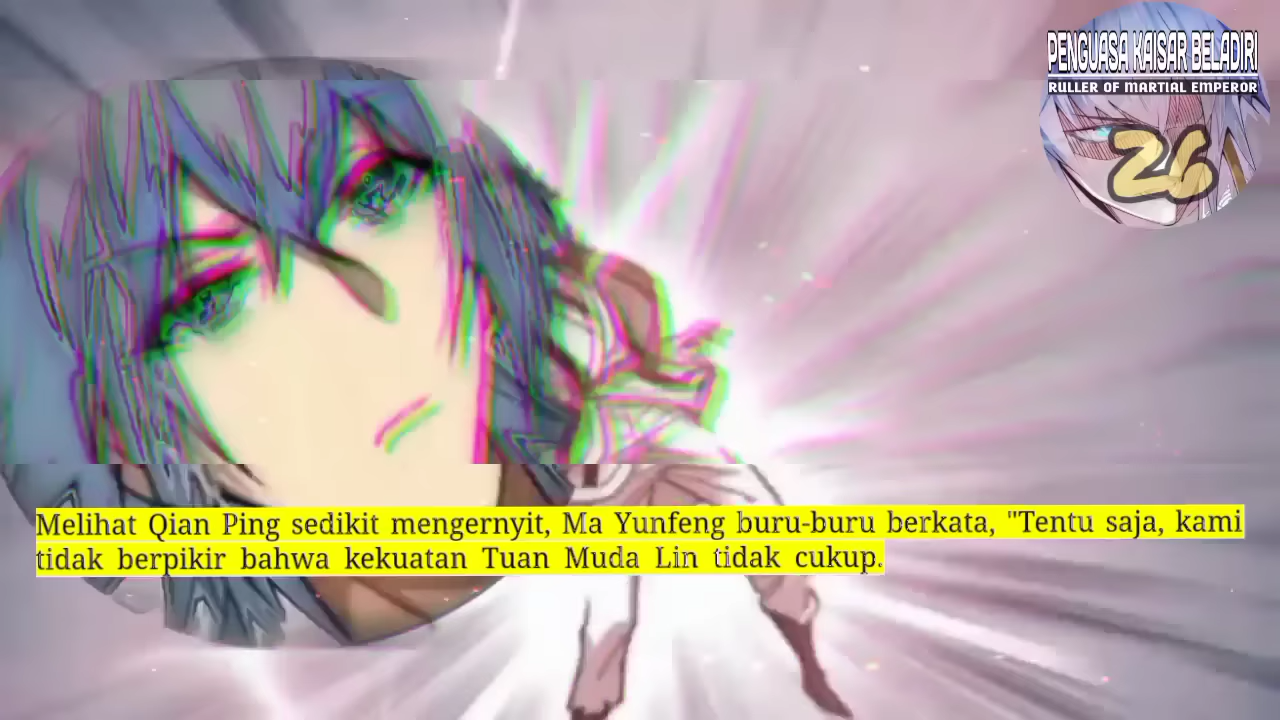 PENGUASA KAISAR BELADIRI
RULLER OF MARTIAL EMPEROR
26
Melihat Qian Ping sedikit mengernyit, Ma Yunfeng buru-buru berkata, "Tentu saja, kami
tidak berpikir bahwa kekuatan Tuan Muda Lin tidak cukup.